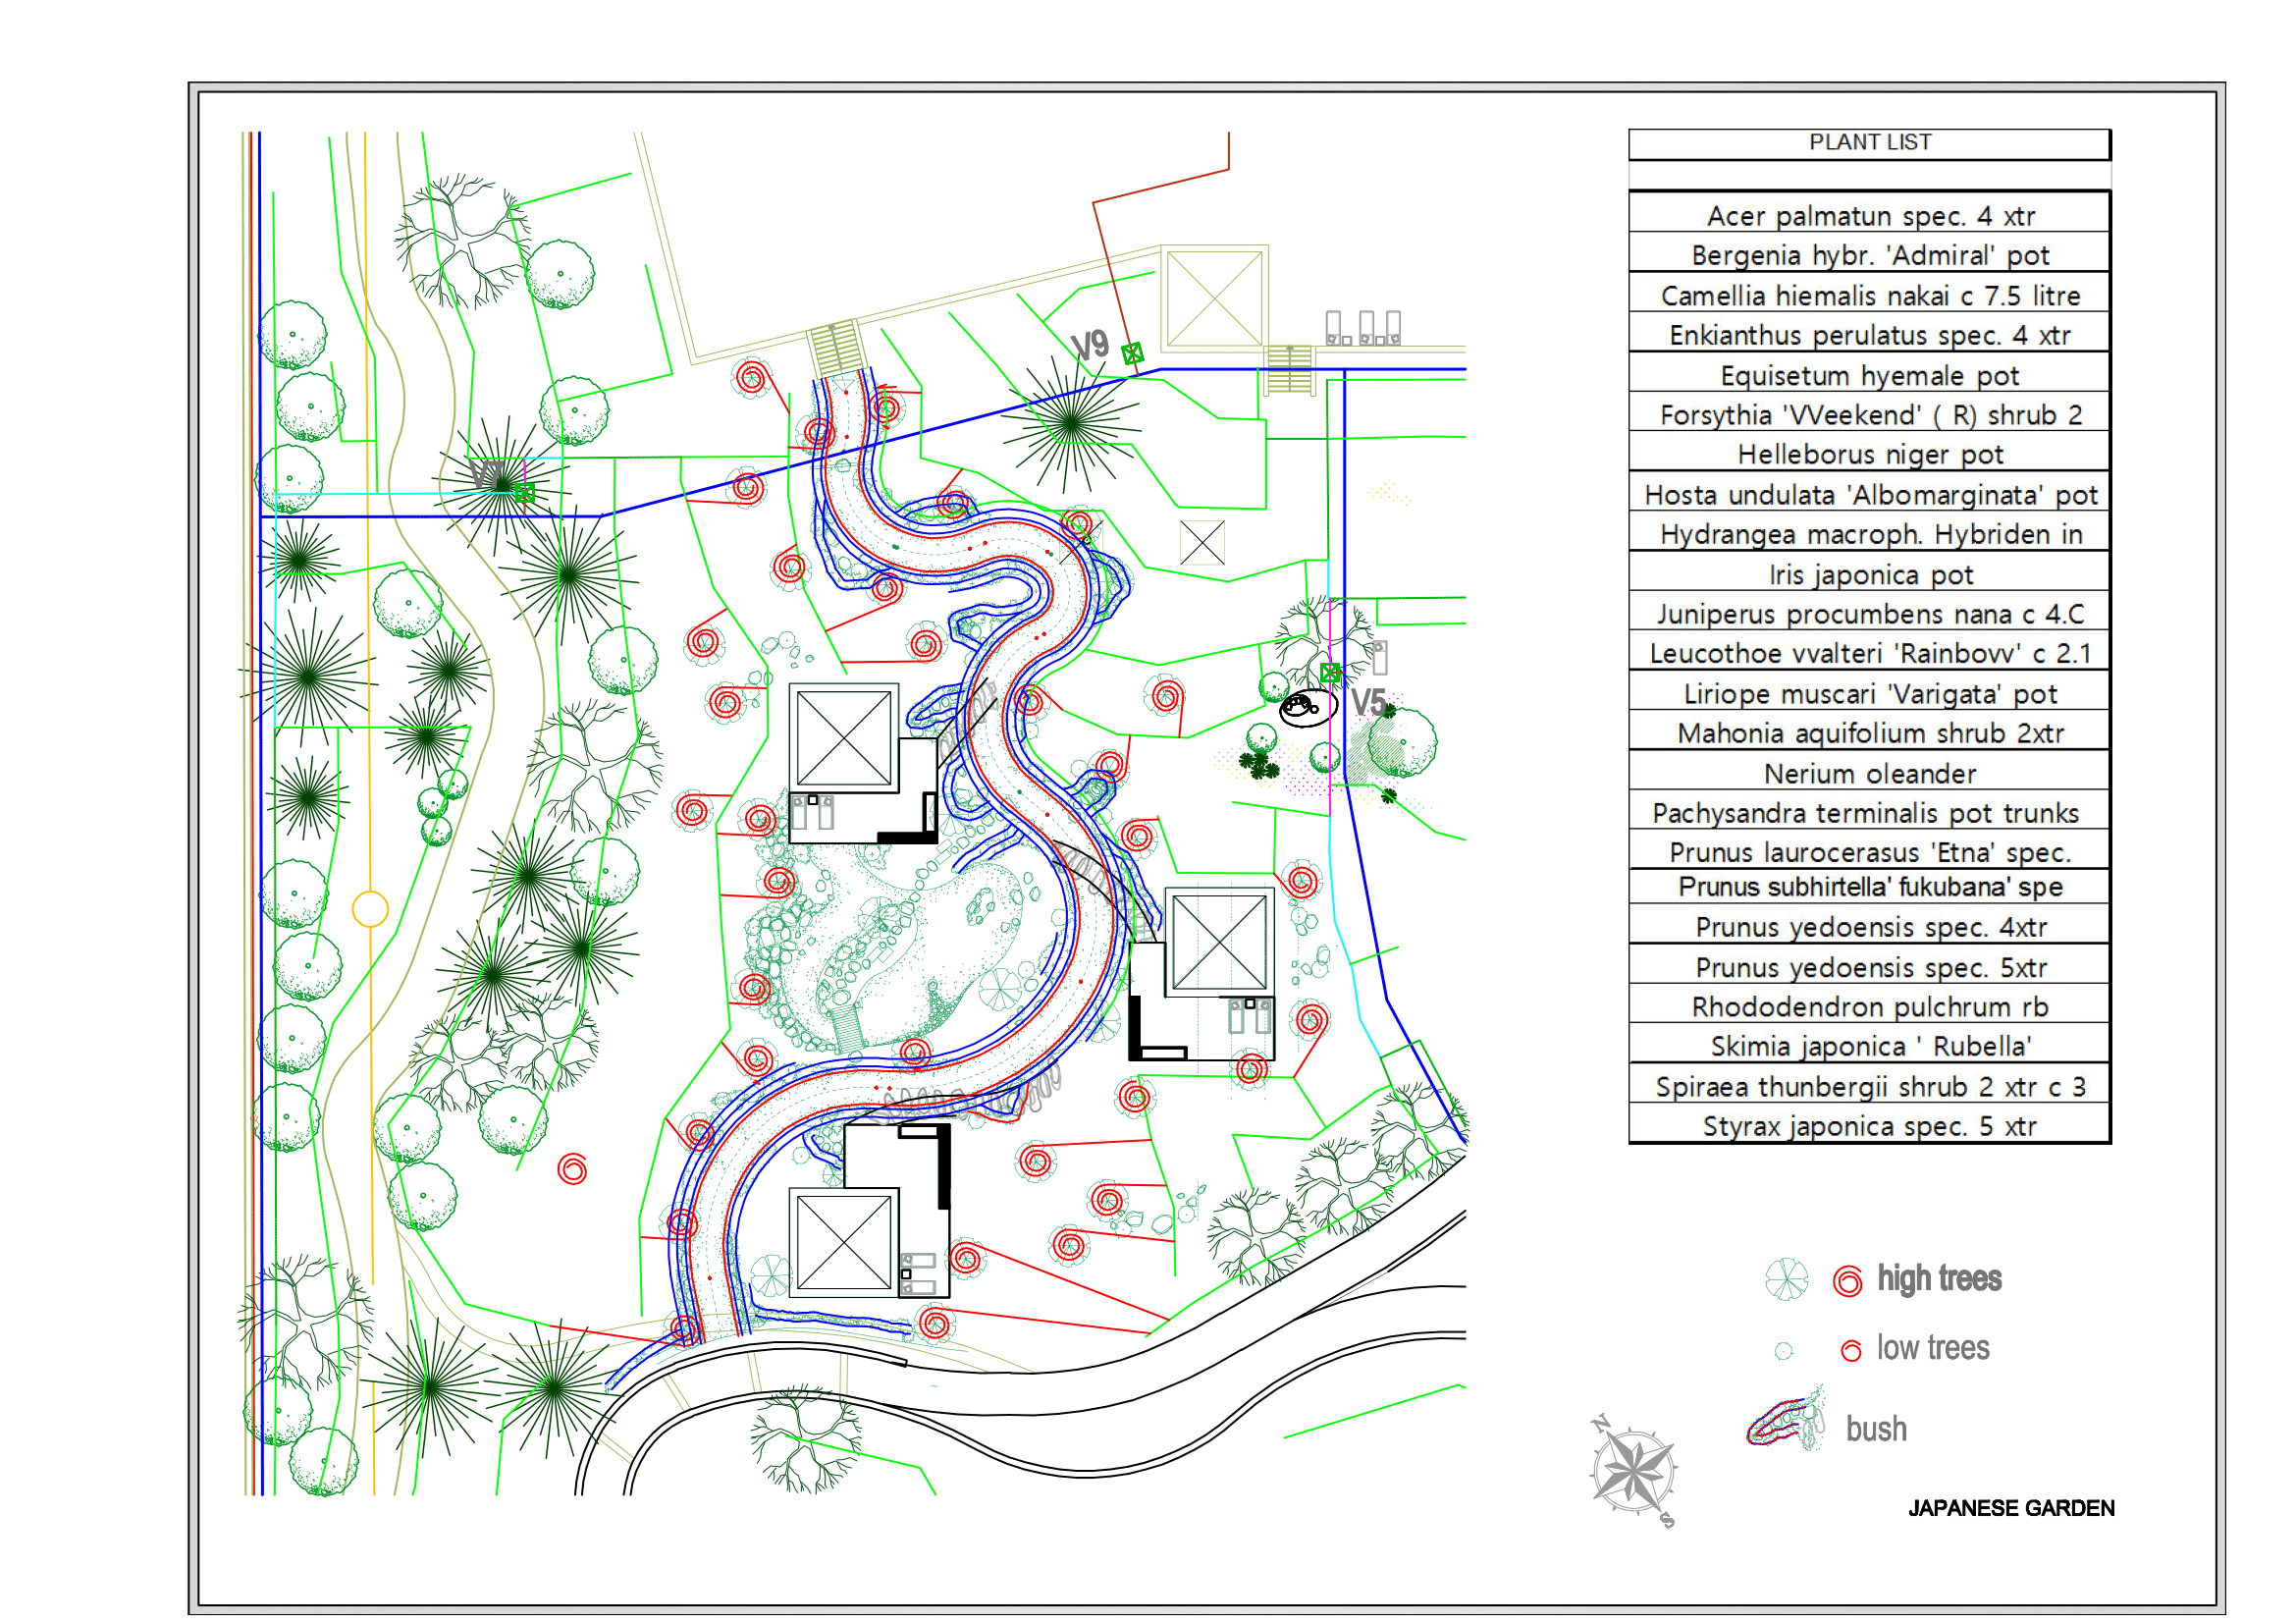 PLANT LIST
Acer palmatun spec. 4 xtr
Bergenia hybr. 'Admiral' pot
Camellia hiemalis nakai c 7.5 litre
Enkianthus perulatus spec. 4 xtr
Equisetum hyemale pot
Forsythia 'VVeekend' ( R) shrub 2
Helleborus niger pot
Hosta undulata 'Albomarginata' pot
Hydrangea macroph. Hybriden in
Iris japonica pot
Juniperus procumbens nana c 4.C
Leucothoe vvalteri 'Rainbovv' c 2.1
Liriope muscari 'Varigata' pot
Mahonia aquifolium shrub 2xtr
Nerium oleander
Pachysandra terminalis pot trunks
Prunus laurocerasus 'Etna' spec.
Prunus subhirtella' fukubana' spe
Prunus yedoensis spec. 4xtr
Prunus yedoensis spec. 5xtr
Rhododendron pulchrum rb
Skimia japonica ' Rubella'
Spiraea thunbergii shrub 2 xtr c 3
Styrax japonica spec. 5 xtr
V9
V7
V5
high trees
low trees
bush
N
S
JAPANESE GARDEN